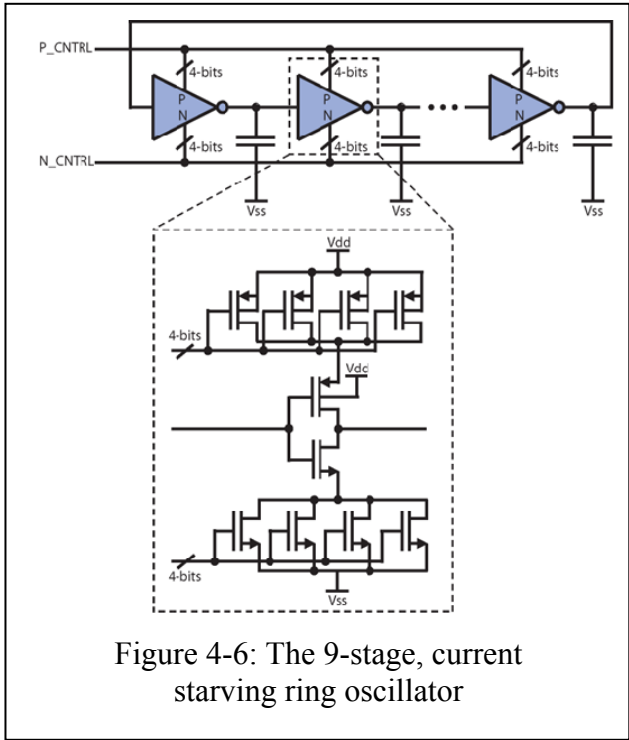 P_CNTRL
4-bits
4-bits
4-bits
P
N
P
N
P
N
4-bits
4-bits
4-bits
N_CNTRL
Vss
Vss
Vss
Vdd
4-bits
Vdd
4-bits
Vss
Figure 4-6: The 9-stage, current
starving ring oscillator